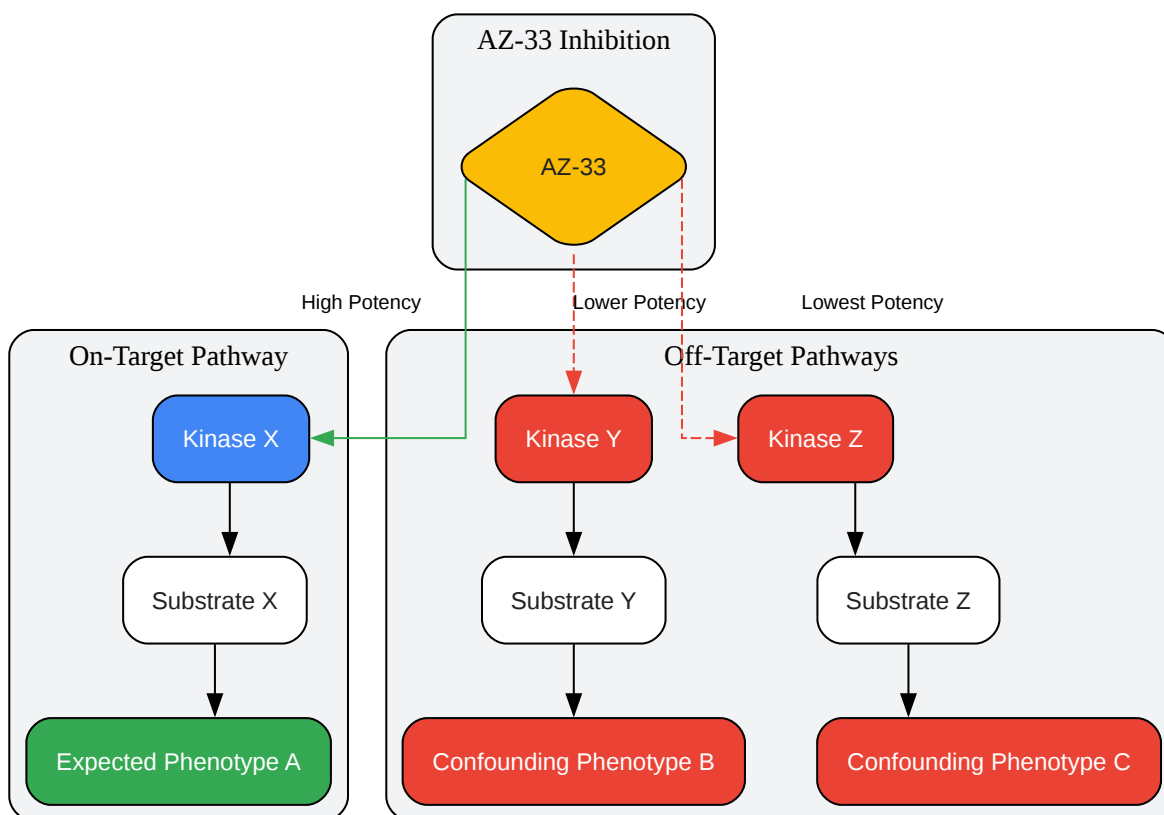 AZ-33 Inhibition
AZ-33
High Potency
Lower Potency
Lowest Potency
On-Target Pathway
Off-Target Pathways
Kinase X
Kinase Y
Kinase Z
Substrate X
Substrate Y
Substrate Z
Expected Phenotype A
Confounding Phenotype B
Confounding Phenotype C